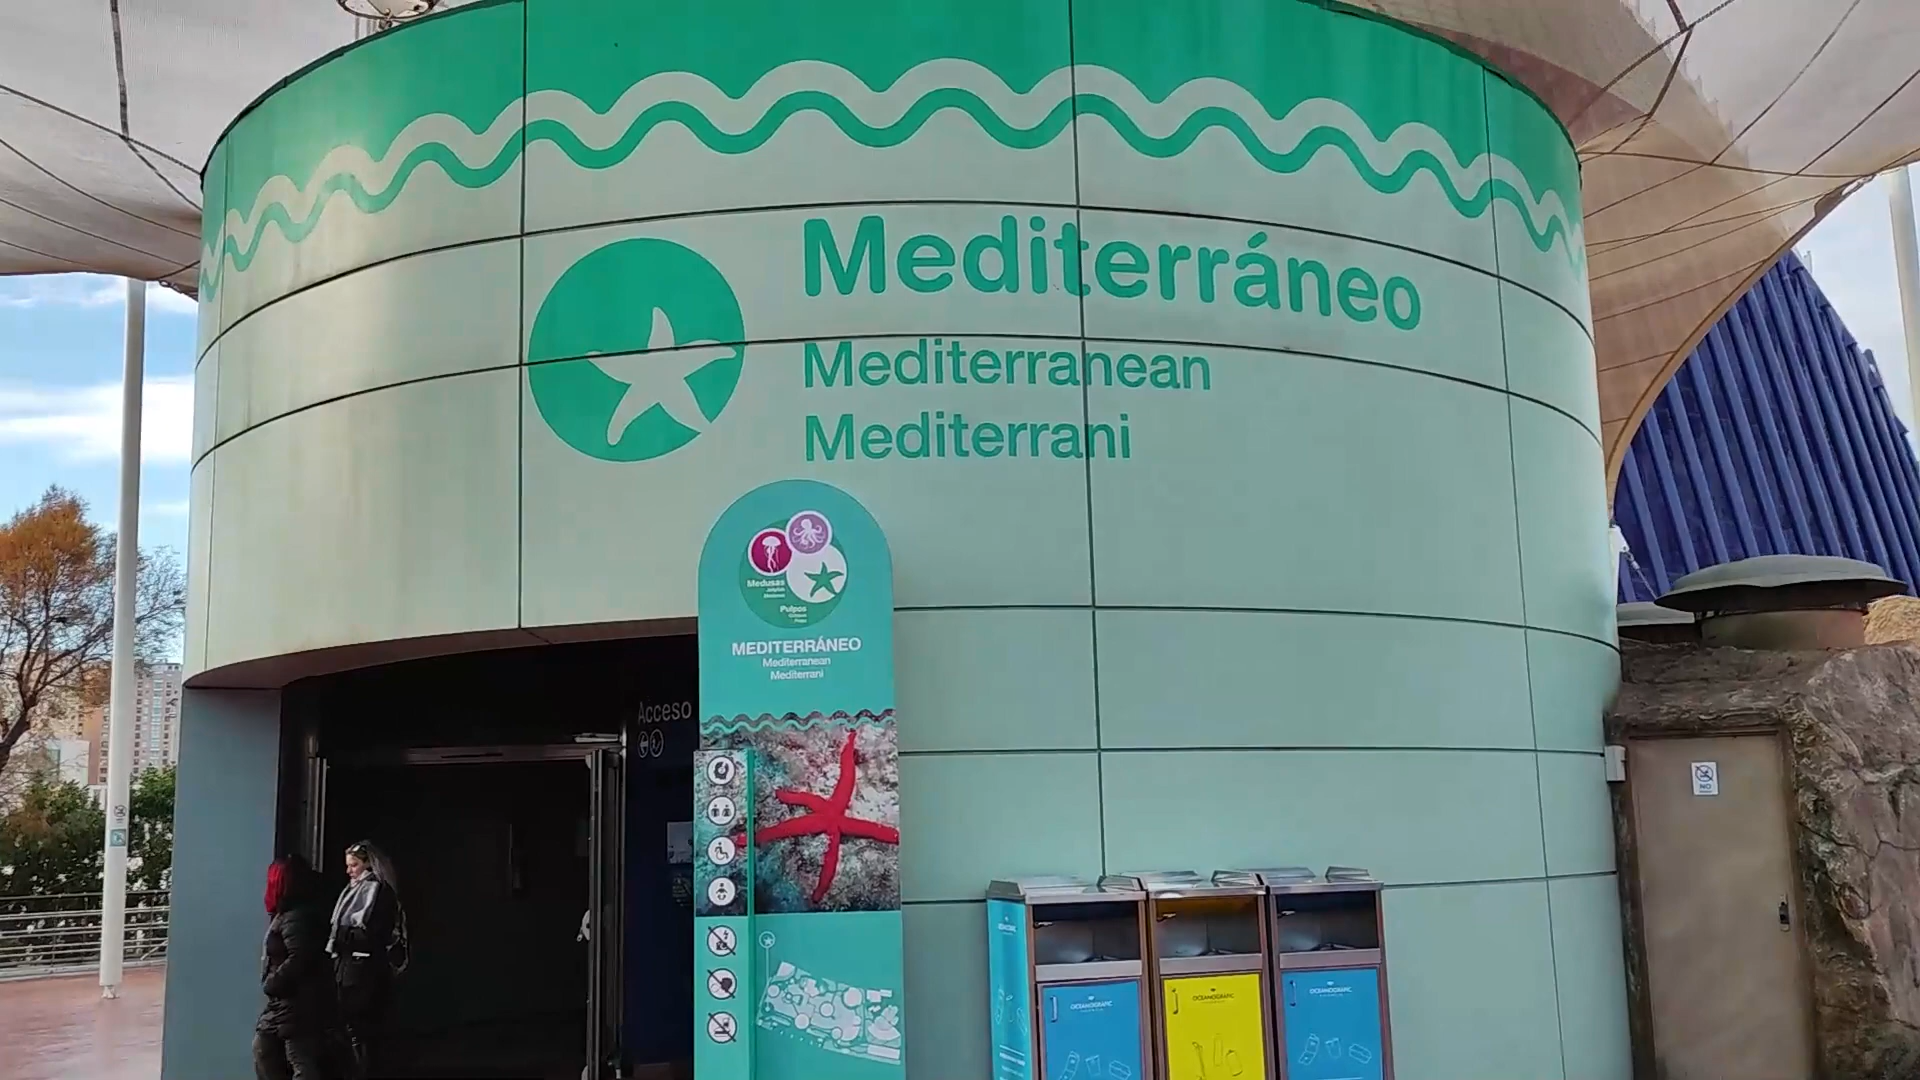 Mediterráneo
Mediterranean
Mediterrani
Medusas
Pulpos
MEDITERRÁNEO
Mediterranean
Mediterrani
Acceso
NO
OCEANOGRÀFIC
OCEANOGRÀFIC
OCEANOGRÀFIC